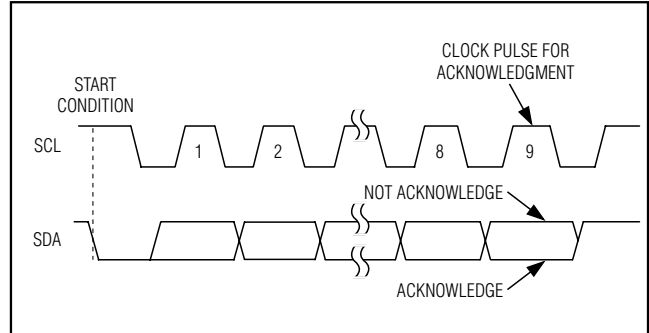 CLOCK PULSE FOR
ACKNOWLEDGMENT
START
CONDITION
SCL
1
2
8
9
NOT ACKNOWLEDGE
SDA
ACKNOWLEDGE